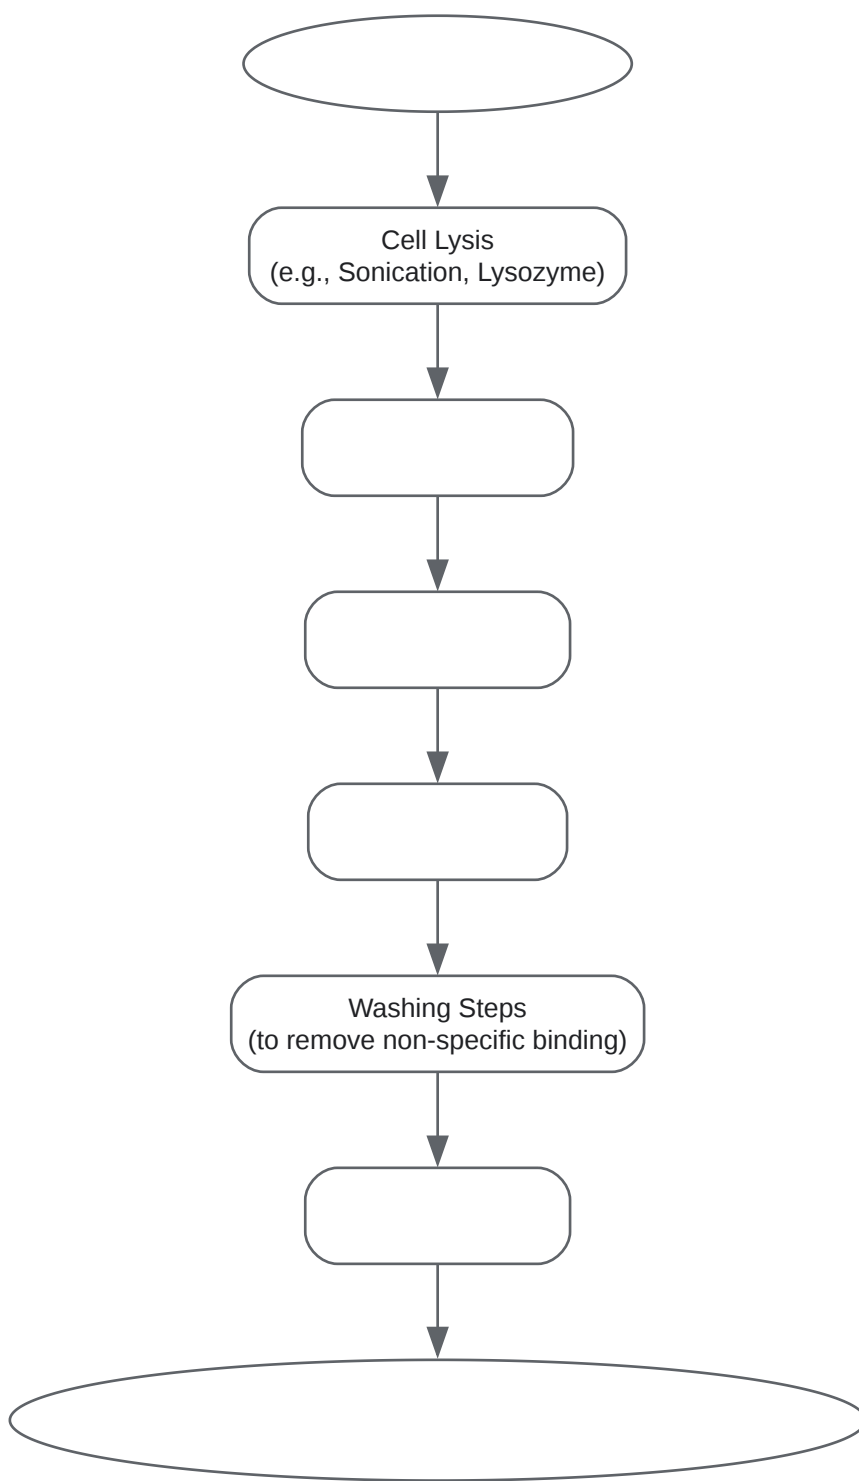 Cell Lysis
(e.g., Sonication, Lysozyme)
Washing Steps
(to remove non-specific binding)